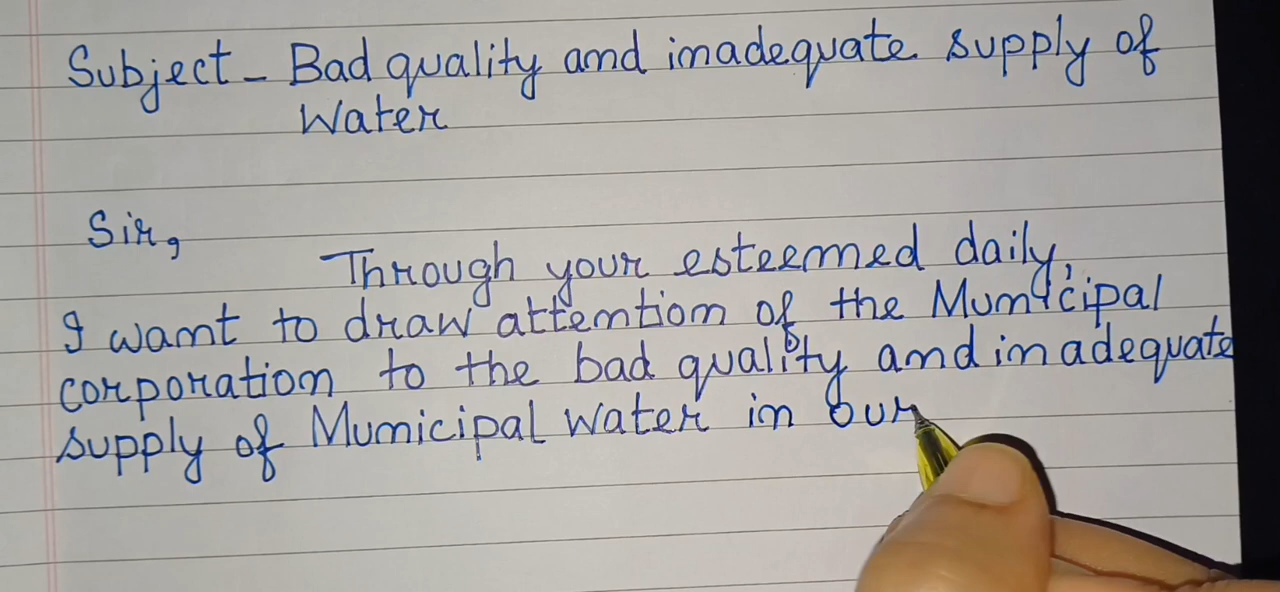 Subject - Bad quality and inadequate supply of
Water
Sir,
Through your esteemed daily,
I want to draw attention of the Municipal
corporation to the bad quality and inadequate
supply of Municipal water in our